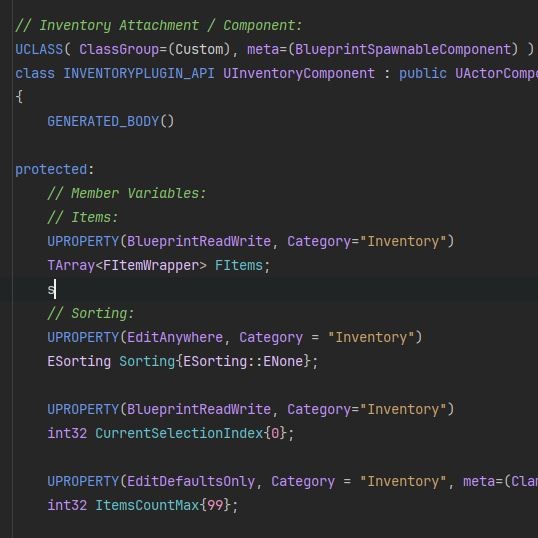 // Inventory Attachment / Component:
UCLASS( ClassGroup=(Custom), meta=(BlueprintSpawnableComponent) )
class INVENTORYPLUGIN_API UInventoryComponent : public UActorCompo
{
GENERATED_BODY()
protected:
// Member Variables:
// Items:
UPROPERTY(BlueprintReadWrite, Category="Inventory")
TArray<FItemWrapper> FItems;
s
// Sorting:
UPROPERTY(EditAnywhere, Category = "Inventory")
ESorting Sorting{ESorting::ENone};
UPROPERTY(BlueprintReadWrite, Category="Inventory")
int32 CurrentSelectionIndex{0};
UPROPERTY(EditDefaultsOnly, Category = "Inventory", meta=(Clam
int32 ItemsCountMax{99};